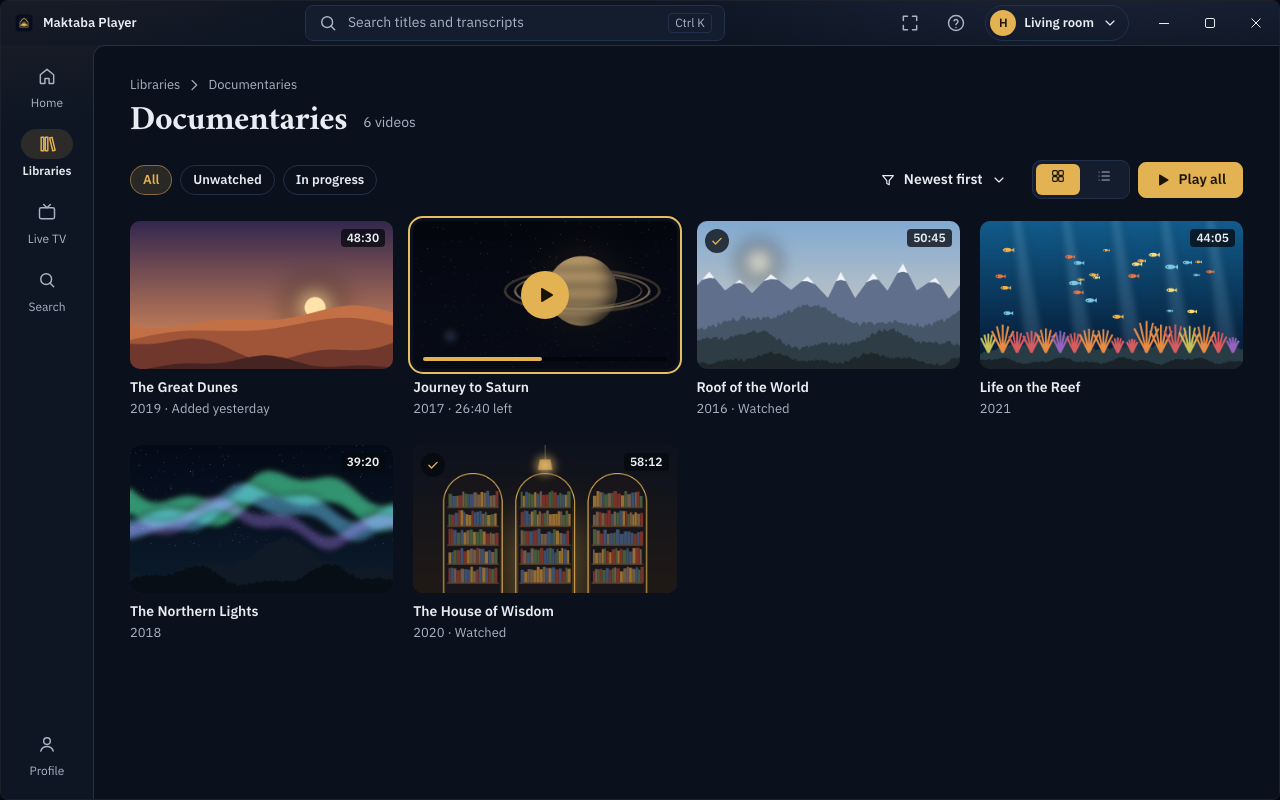 Maktaba Player
Search titles and transcripts
Ctrl K
H
Living room
Home
Libraries
Live TV
Search
Profile
Libraries > Documentaries
Documentaries
6 videos
All
Unwatched
In progress
Newest first
Play all
48:30
The Great Dunes
2019 · Added yesterday
Journey to Saturn
2017 · 26:40 left
50:45
Roof of the World
2016 · Watched
44:05
Life on the Reef
2021
39:20
The Northern Lights
2018
58:12
The House of Wisdom
2020 · Watched